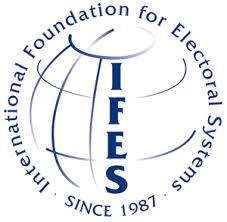 International Foundation for Electoral Systems
IFES
· SINCE 1987 ·